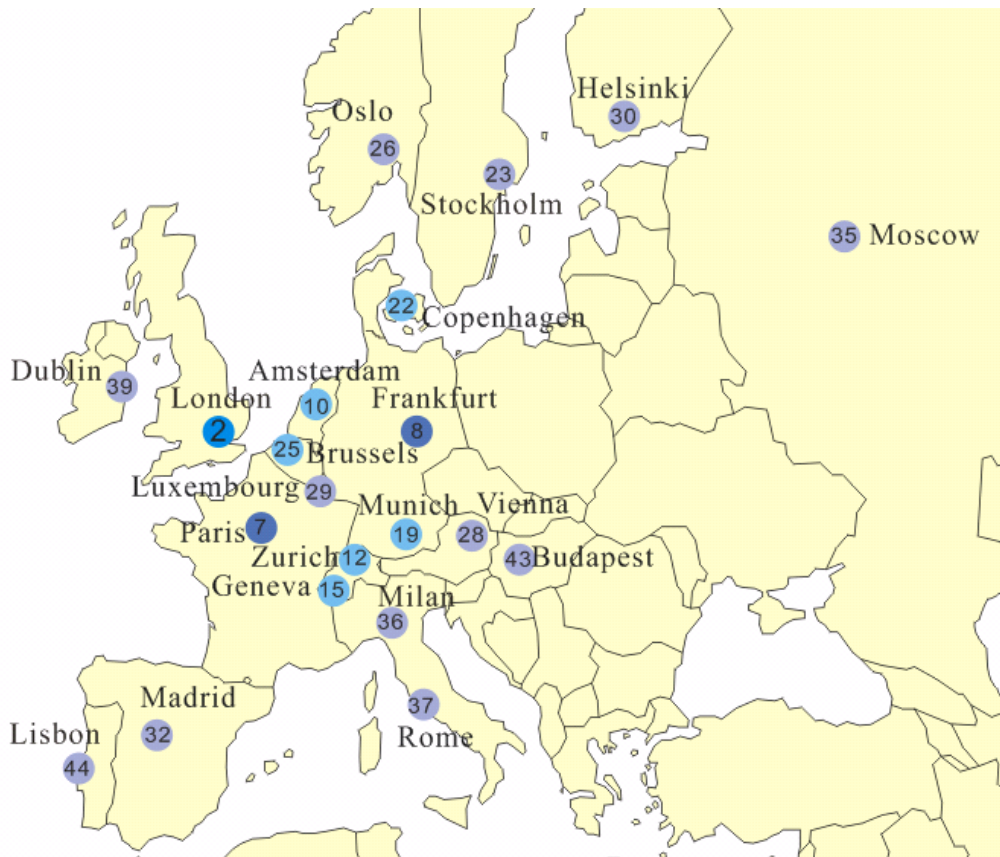 Helsinki
30
Oslo
26
23
Stockholm
35 Moscow
22
Copenhagen
Dublin
39
Amsterdam
10
London
2
Frankfurt
8
25 Brussels
Luxembourg 29
Munich
19
Vienna
28
Paris 7
Zurich 12
43 Budapest
Geneva 15
Milan
36
Madrid
32
37
Rome
Lisbon
44